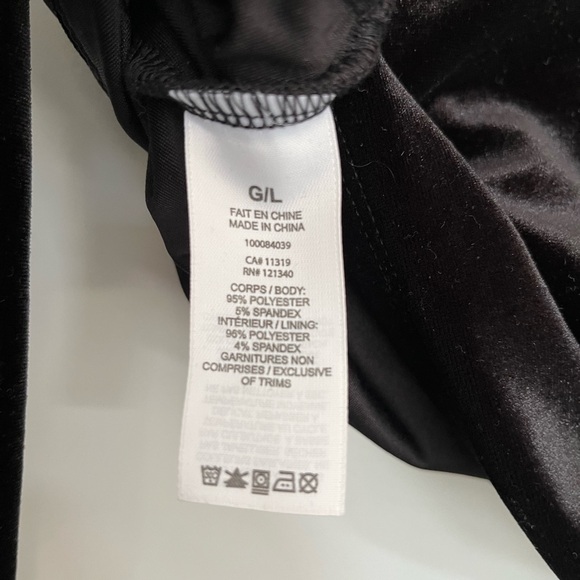 G/L
FAIT EN CHINE
MADE IN CHINA
100084039
CA# 11319
RN# 121340
CORPS / BODY:
95% POLYESTER
5% SPANDEX
INTÉRIEUR / LINING:
96% POLYESTER
4% SPANDEX
GARNITURES NON
COMPRISES / EXCLUSIVE
OF TRIMS